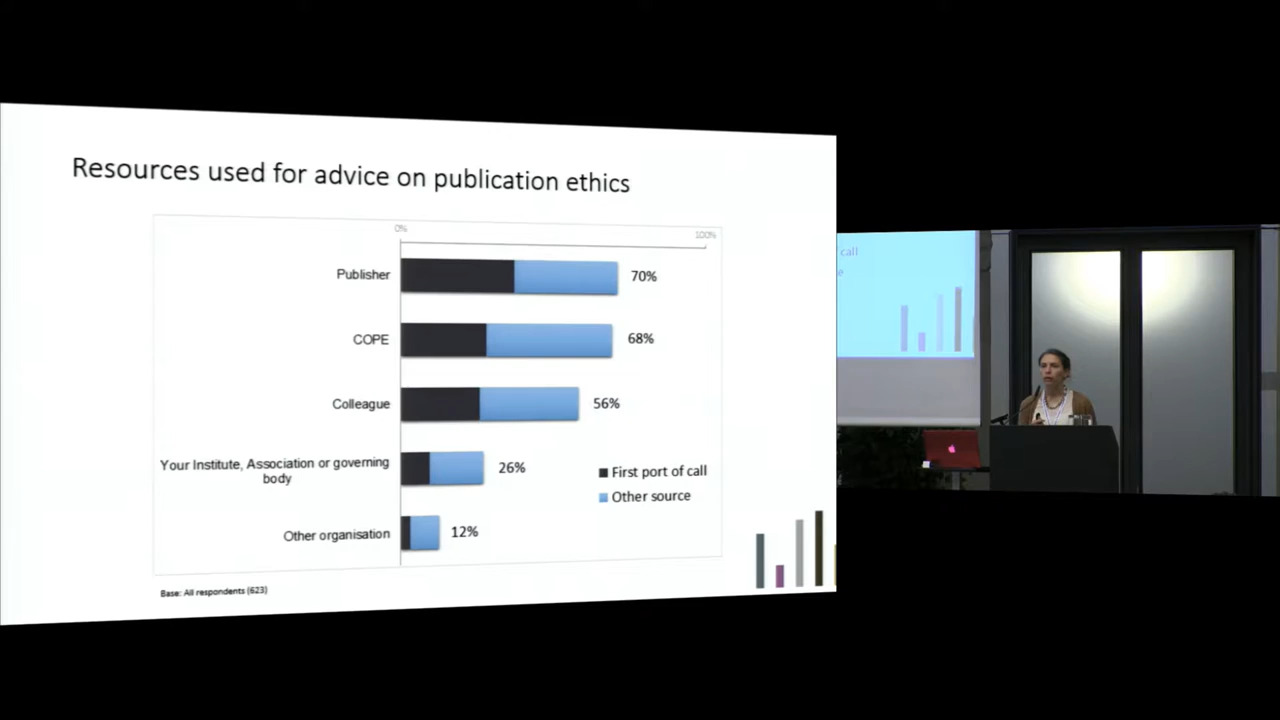 Resources used for advice on publication ethics
0%
100%
Publisher
70%
COPE
68%
Colleague
56%
Your Institute, Association or governing
body
26%
Other organisation
12%
First port of call
Other source
Base: All respondents (623)
call